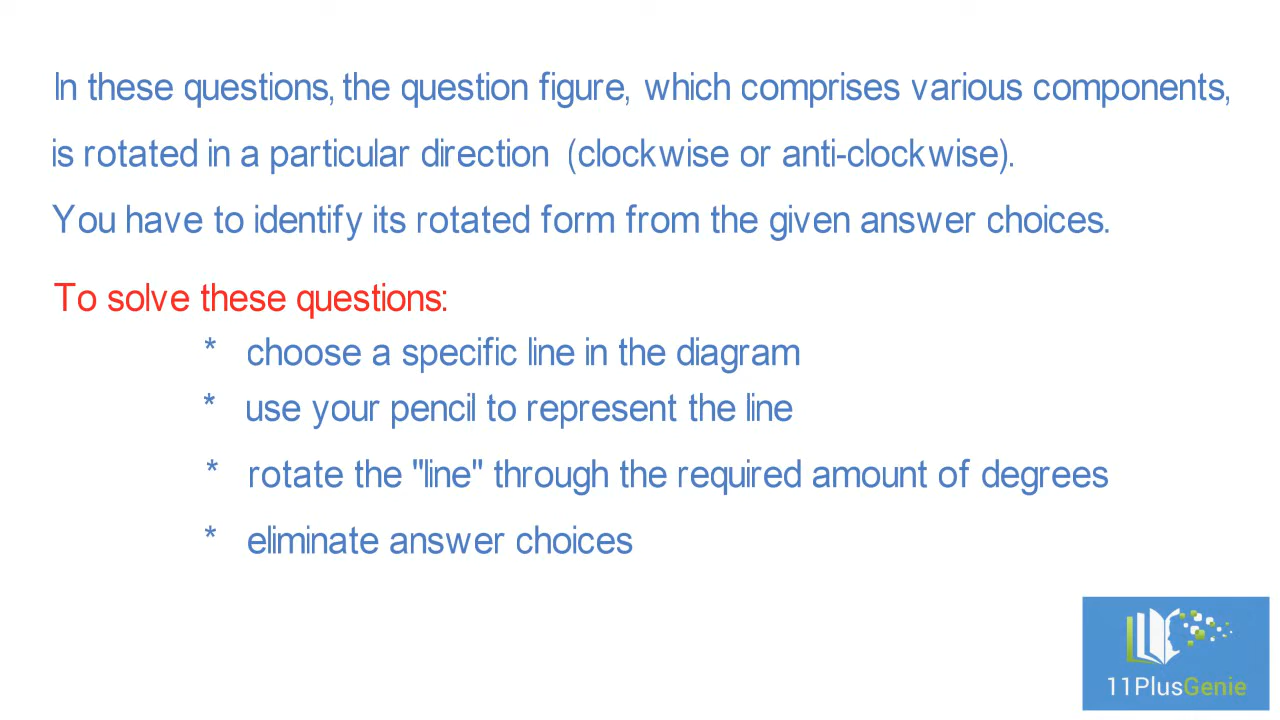 In these questions, the question figure, which comprises various components,
is rotated in a particular direction (clockwise or anti-clockwise).
You have to identify its rotated form from the given answer choices.
To solve these questions:
* choose a specific line in the diagram
* use your pencil to represent the line
* rotate the "line" through the required amount of degrees
* eliminate answer choices
11PlusGenie